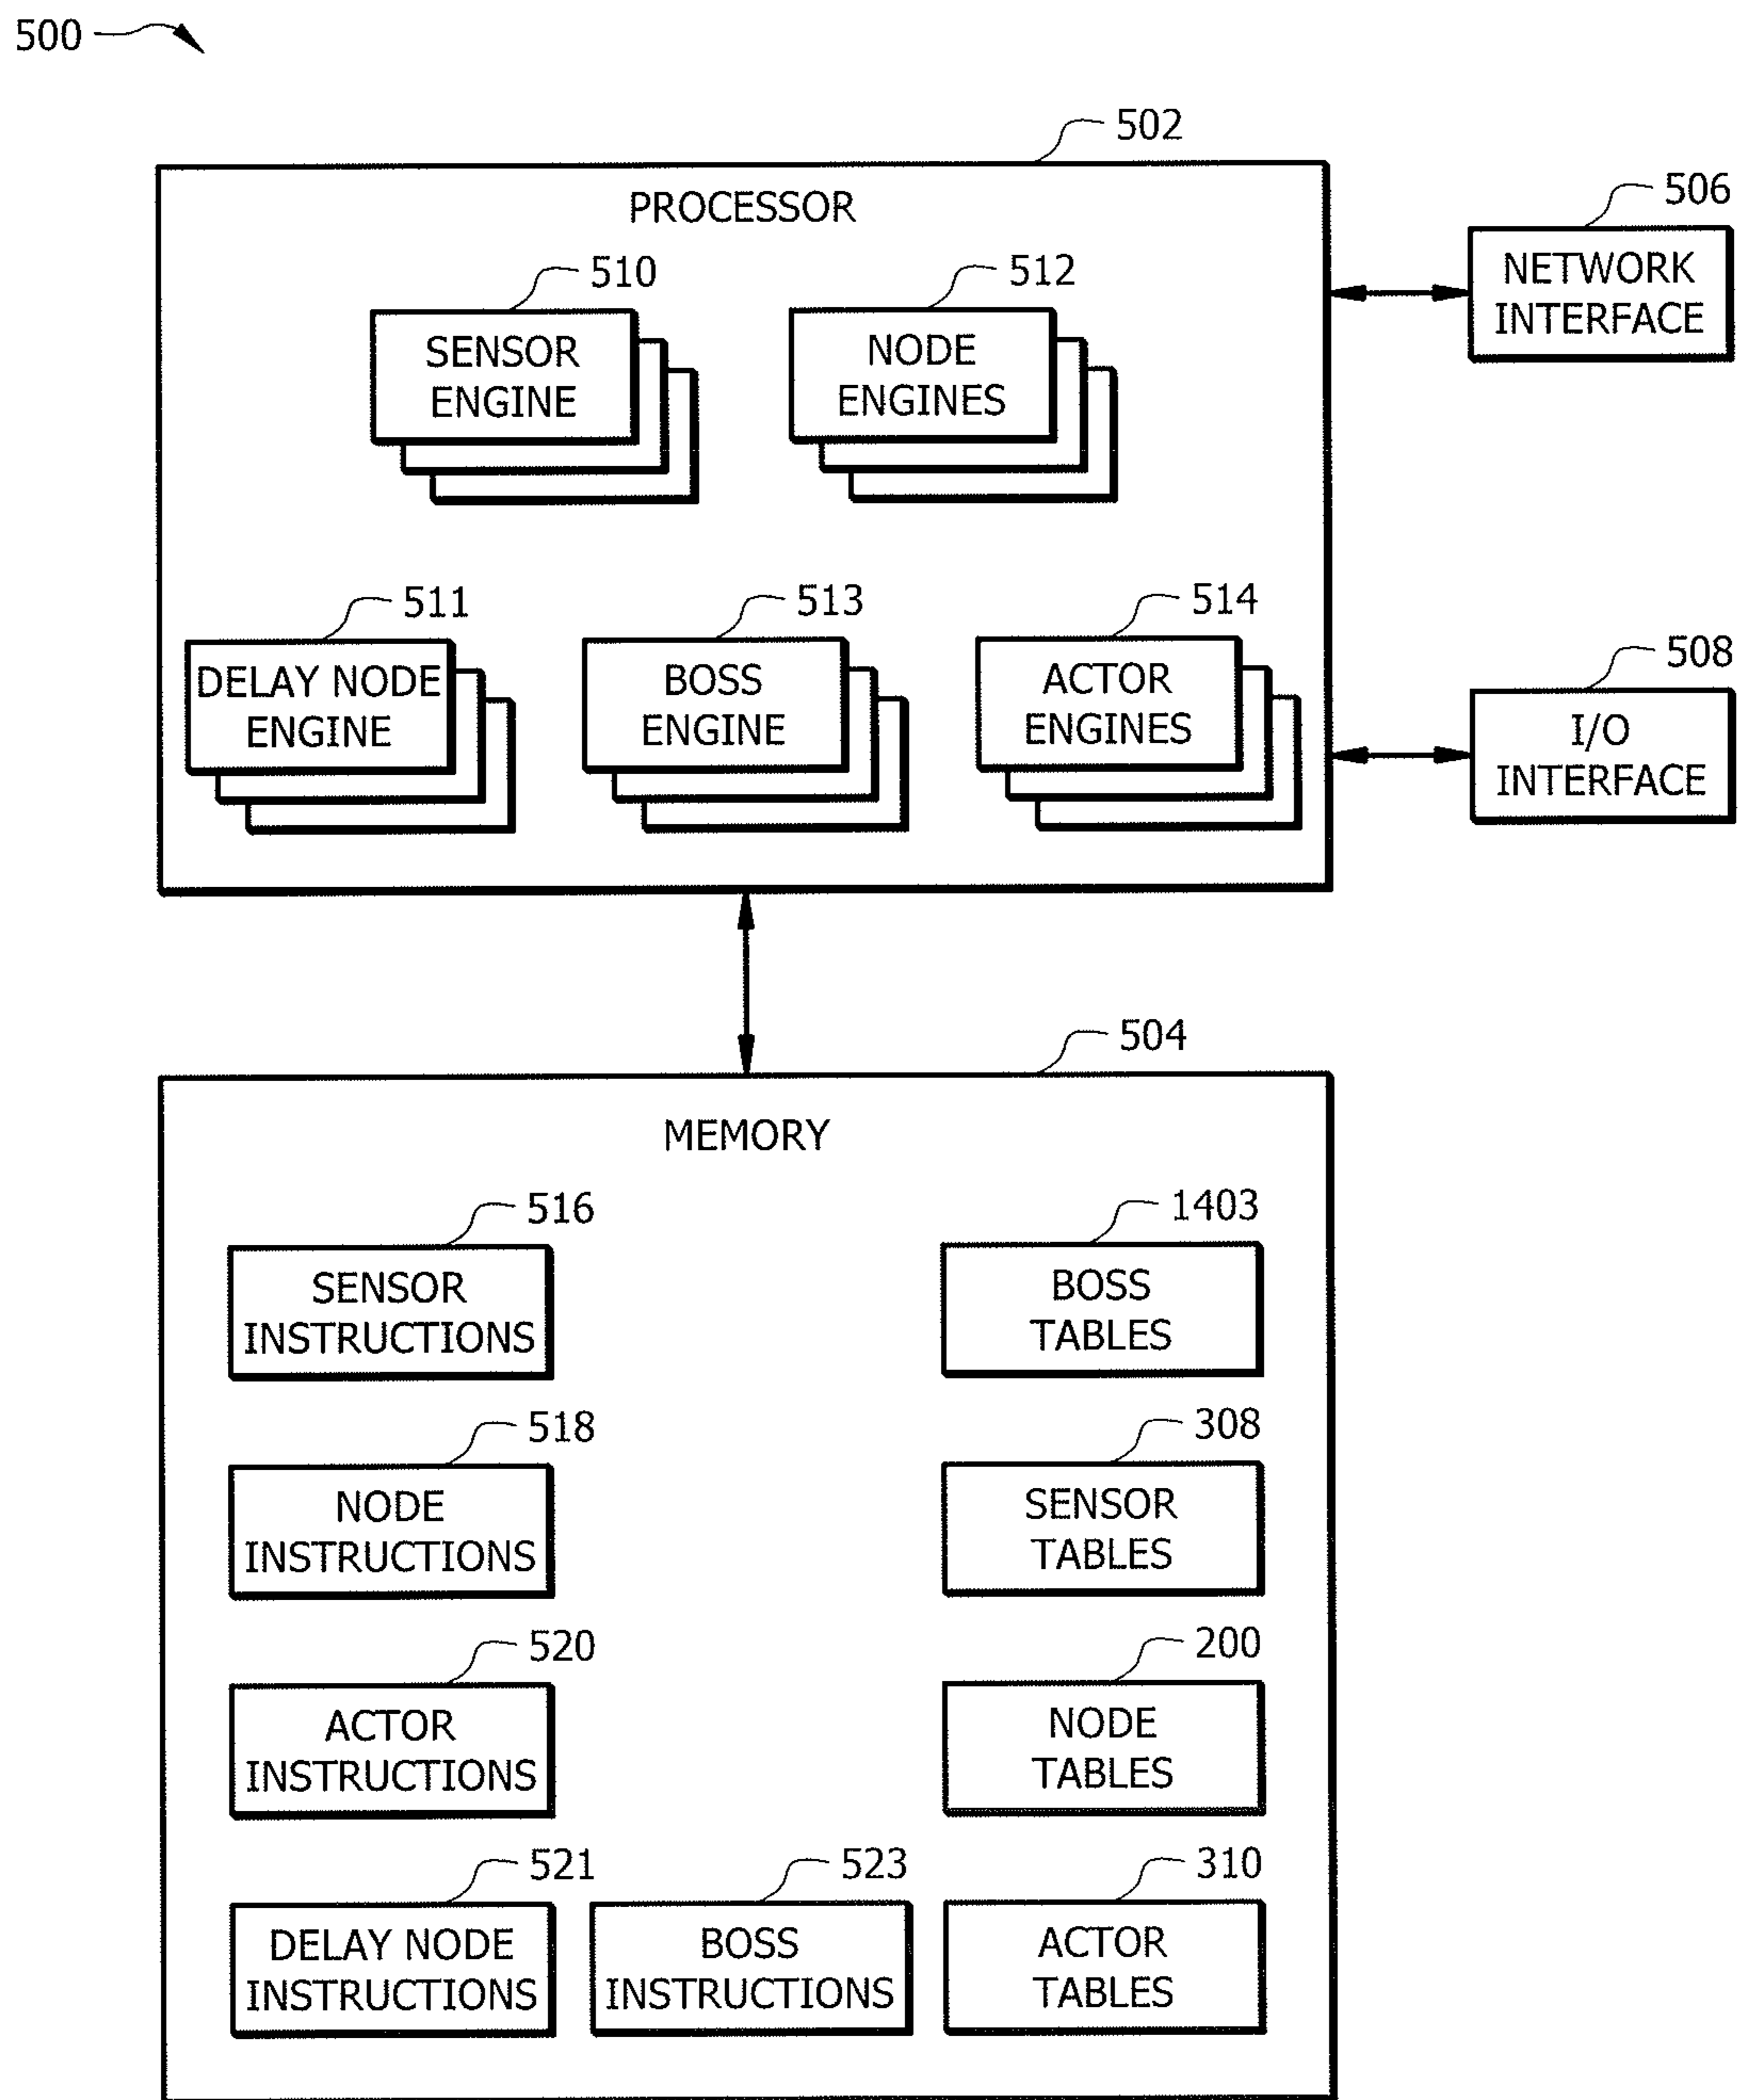 500
502
PROCESSOR
506
NETWORK
INTERFACE
510
SENSOR
ENGINE
512
NODE
ENGINES
511
DELAY NODE
ENGINE
513
BOSS
ENGINE
514
ACTOR
ENGINES
508
I/O
INTERFACE
504
MEMORY
516
SENSOR
INSTRUCTIONS
1403
BOSS
TABLES
518
NODE
INSTRUCTIONS
308
SENSOR
TABLES
520
ACTOR
INSTRUCTIONS
200
NODE
TABLES
521
DELAY NODE
INSTRUCTIONS
523
BOSS
INSTRUCTIONS
310
ACTOR
TABLES